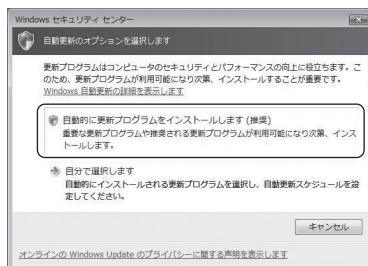 Windows セキュリティ センター
自動更新のオプションを選択します
更新プログラムはコンピュータのセキュリティとパフォーマンスの向上に役立ちます。こ
のため、更新プログラムが利用可能になり次第、インストールすることが重要です。
Windows 自動更新の詳細を表示します
自動的に更新プログラムをインストールします (推奨)
重要な更新プログラムや推奨される更新プログラムが利用可能になり次第、インス
トールします。
自分で選択します
自動的にインストールされる更新プログラムを選択し、自動更新スケジュールを設
定してください。
キャンセル
オンラインの Windows Update のプライバシーに関する声明を表示します